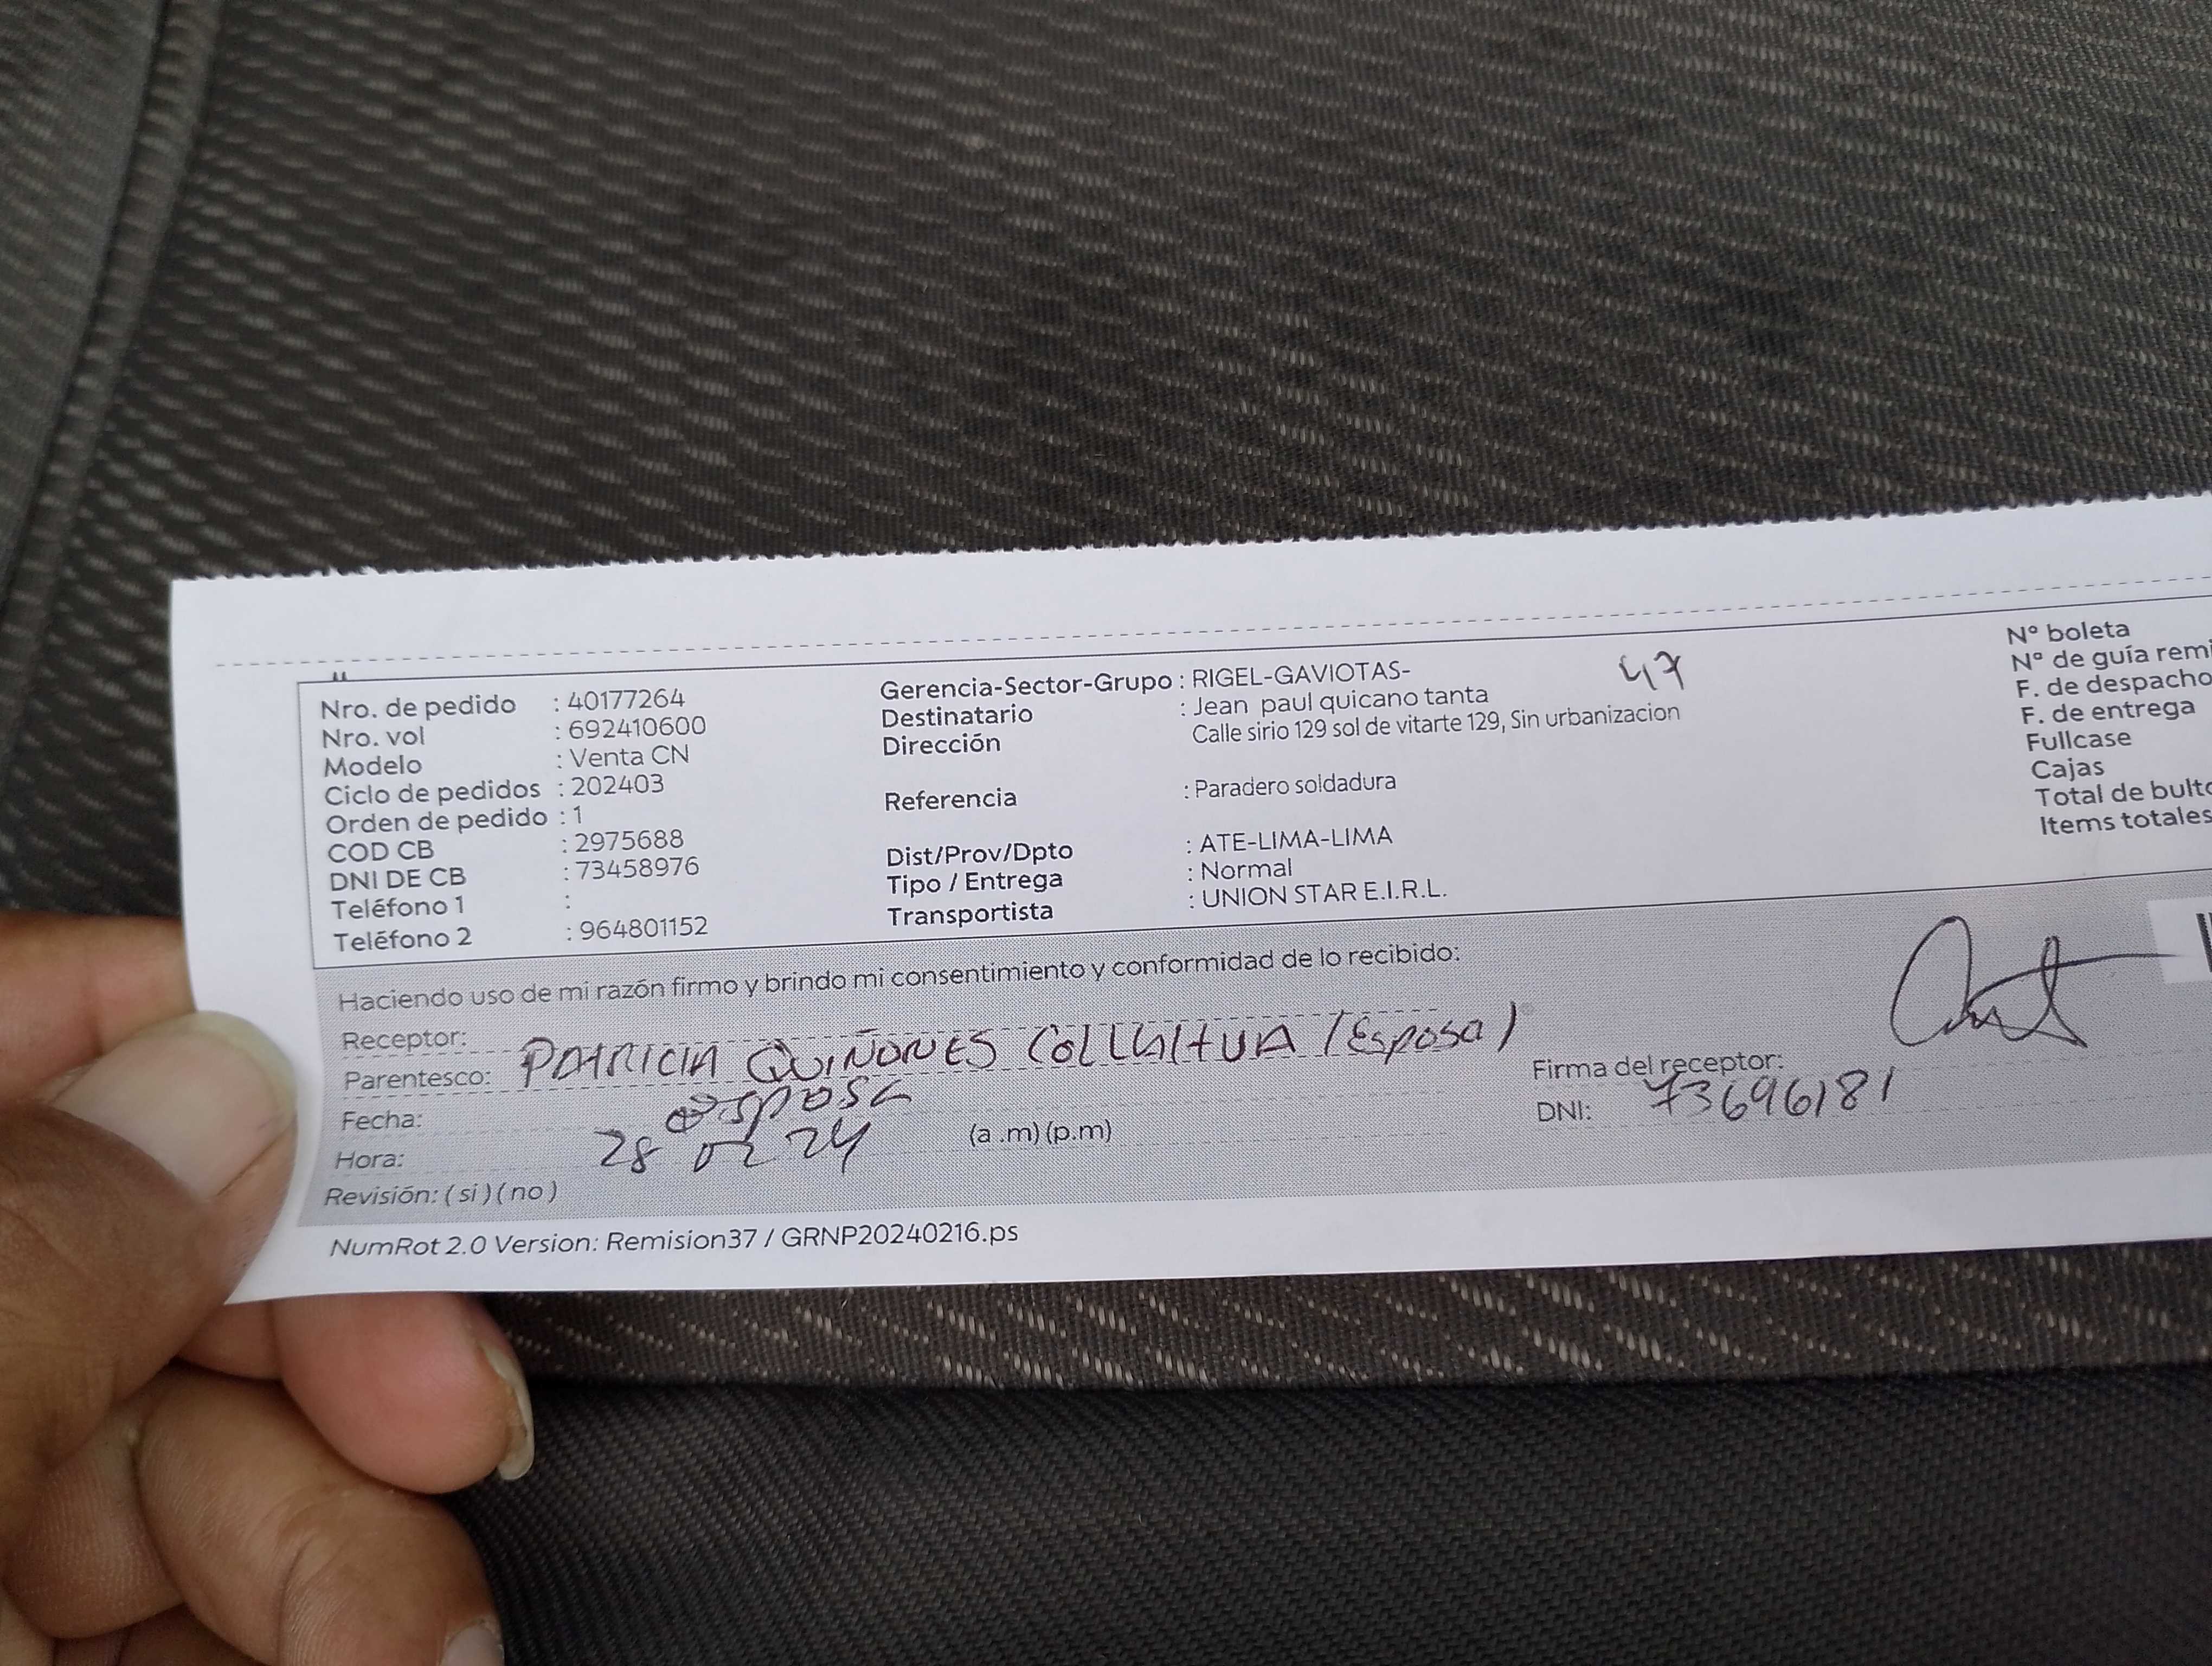 Nro. de pedido : 40177264
Nro. vol : 692410600
Modelo : Venta CN
Ciclo de pedidos : 202403
Orden de pedido : 1
COD CB : 2975688
DNI DE CB : 73458976
Teléfono 1 :
Teléfono 2 : 964801152
Gerencia-Sector-Grupo : RIGEL-GAVIOTAS-
47
Destinatario : Jean paul quicano tanta
Dirección Calle sirio 129 sol de vitarte 129, Sin urbanizacion
Referencia : Paradero soldadura
Dist/Prov/Dpto : ATE-LIMA-LIMA
Tipo / Entrega : Normal
Transportista : UNION STAR E.I.R.L.
N° boleta
N° de guía remi
F. de despacho
F. de entrega
Fullcase
Cajas
Total de bulto
Items totales
Haciendo uso de mi razón firmo y brindo mi consentimiento y conformidad de lo recibido:
Receptor: PATRICIA QUIÑONES (Esposa)
Parentesco: esposa
Fecha: 28 02 24
Hora: (a .m) (p.m)
Revisión: ( si ) ( no )
Firma del receptor:
DNI: 73696181
NumRot 2.0 Version: Remision37 / GRNP20240216.ps